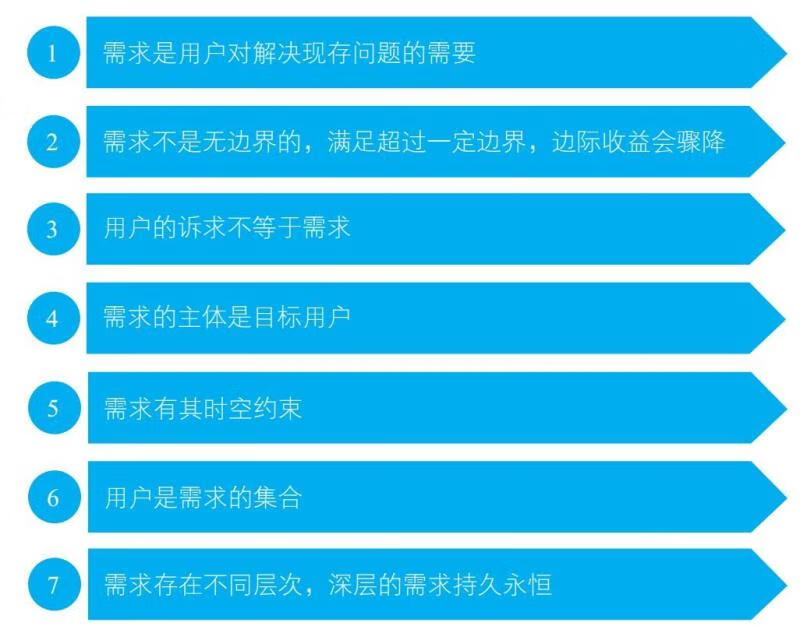 1 需求是用户对解决现存问题的需要
2 需求不是无边界的，满足超过一定边界，边际收益会骤降
3 用户的诉求不等于需求
4 需求的主体是目标用户
5 需求有其时空约束
6 用户是需求的集合
7 需求存在不同层次，深层的需求持久永恒